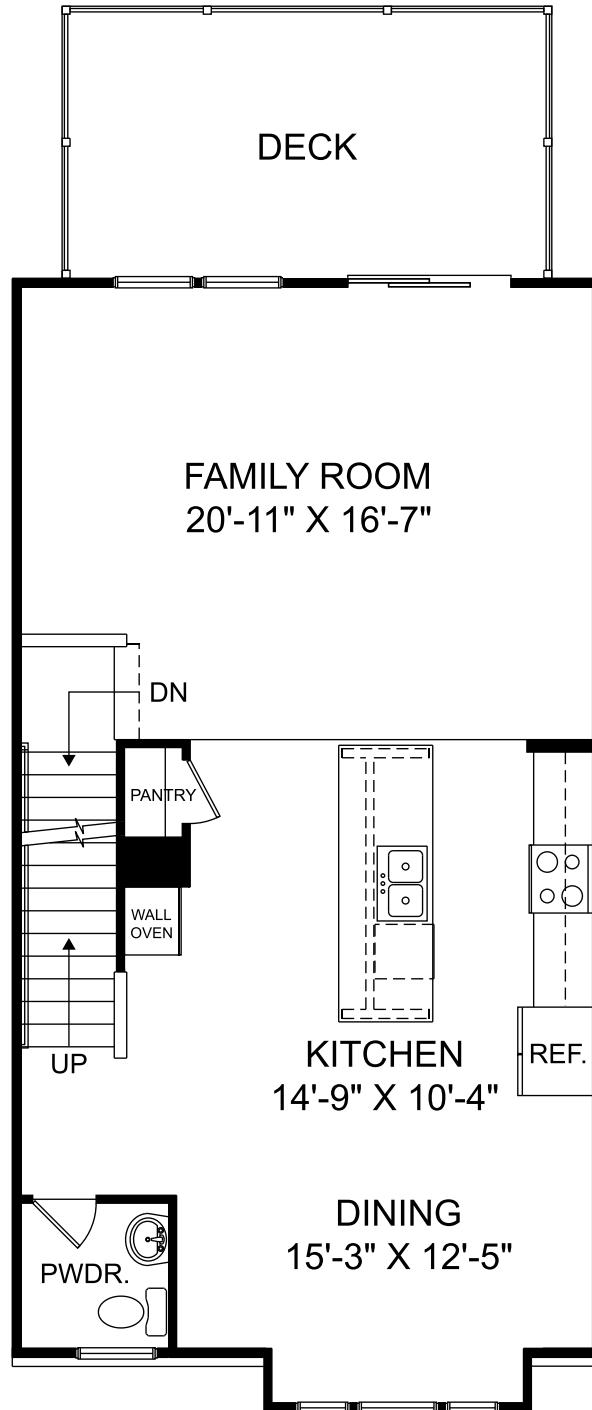 DECK
FAMILY ROOM
20'-11" X 16'-7"
DN
PANTRY
WALL
OVEN
UP
KITCHEN
14'-9" X 10'-4"
REF.
DINING
15'-3" X 12'-5"
PWDR.